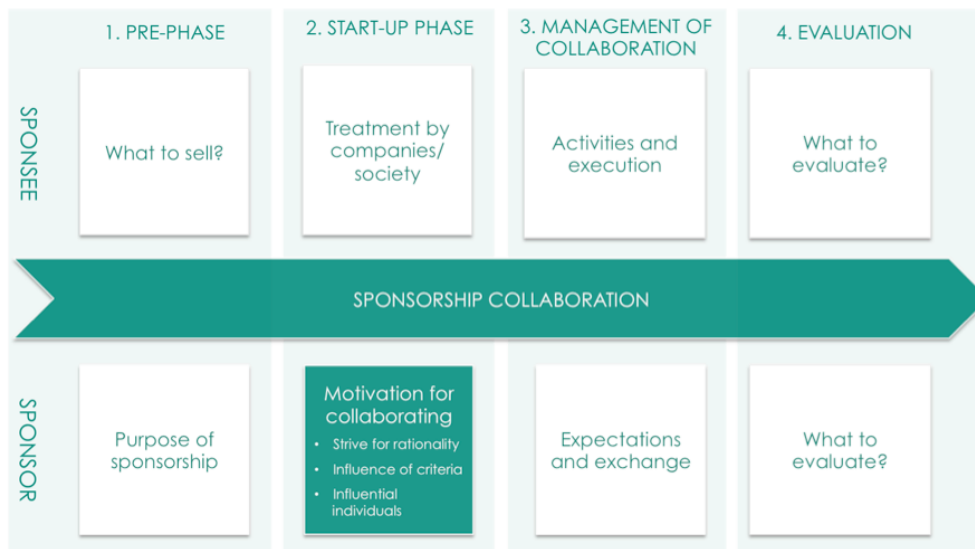 1. PRE-PHASE
2. START-UP PHASE
3. MANAGEMENT OF
COLLABORATION
4. EVALUATION
SPONSEE
What to sell?
Treatment by
companies/
society
Activities and
execution
What to
evaluate?
SPONSORSHIP COLLABORATION
SPONSOR
Purpose of
sponsorship
Motivation for
collaborating
• Strive for rationality
• Influence of criteria
• Influential
individuals
Expectations
and exchange
What to
evaluate?